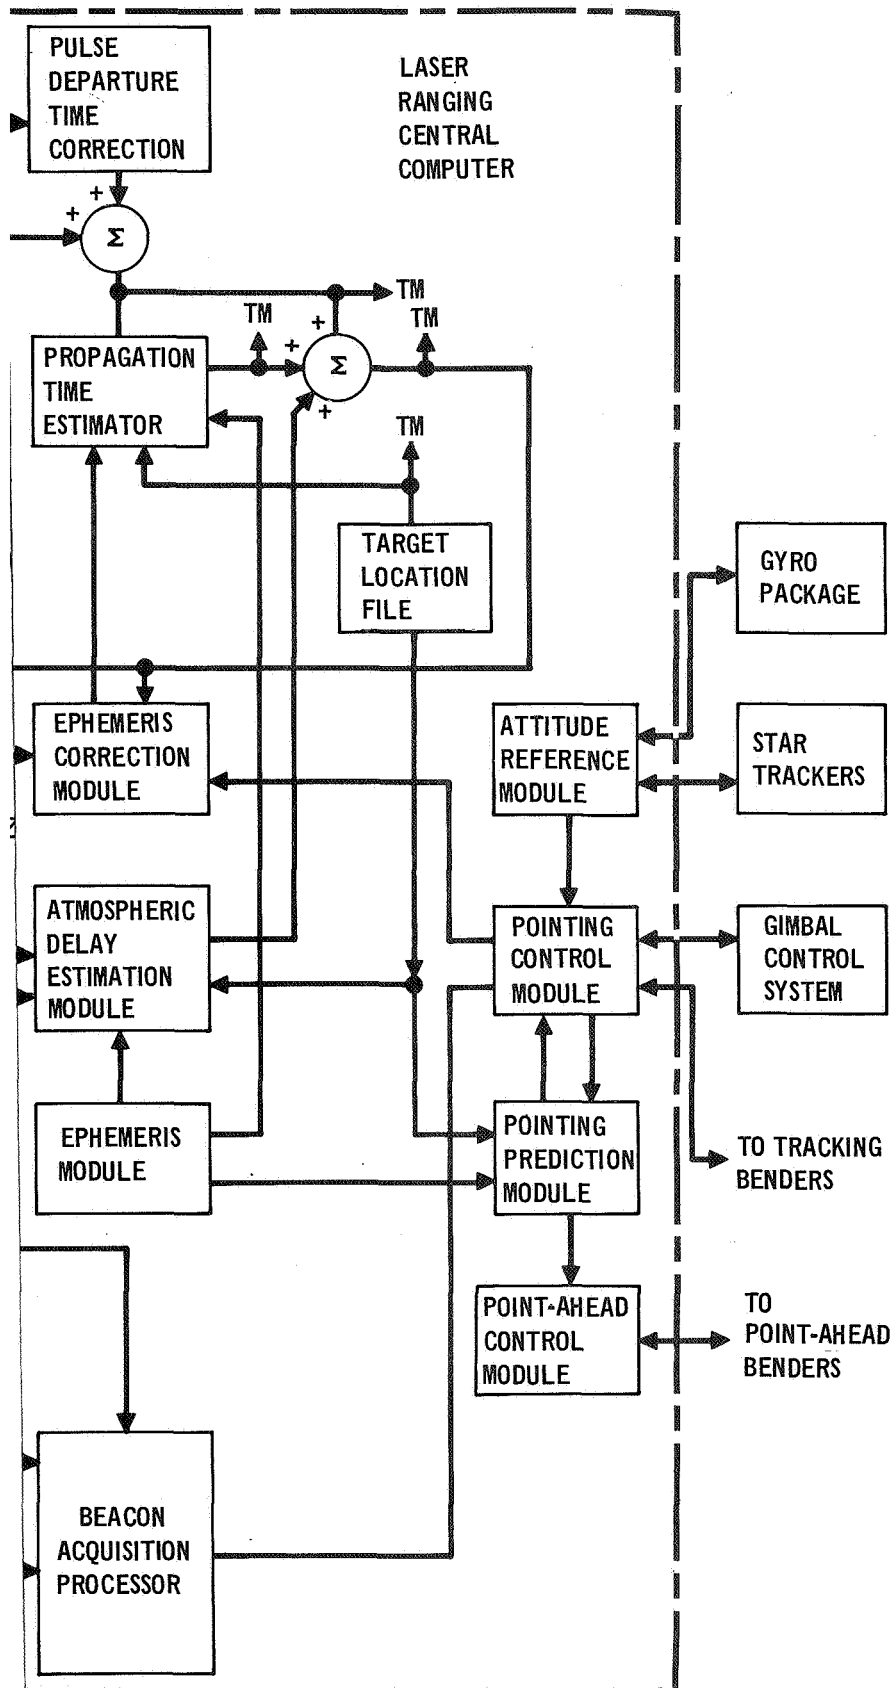 PULSE
DEPARTURE
TIME
CORRECTION
LASER
RANGING
CENTRAL
COMPUTER
+
+
Σ
TM
TM
TM
+
+
Σ
+
PROPAGATION
TIME
ESTIMATOR
TM
TARGET
LOCATION
FILE
GYRO
PACKAGE
EPHEMERIS
CORRECTION
MODULE
ATTITUDE
REFERENCE
MODULE
STAR
TRACKERS
ATMOSPHERIC
DELAY
ESTIMATION
MODULE
POINTING
CONTROL
MODULE
GIMBAL
CONTROL
SYSTEM
EPHEMERIS
MODULE
POINTING
PREDICTION
MODULE
TO TRACKING
BENDERS
POINT-AHEAD
CONTROL
MODULE
TO
POINT-AHEAD
BENDERS
BEACON
ACQUISITION
PROCESSOR